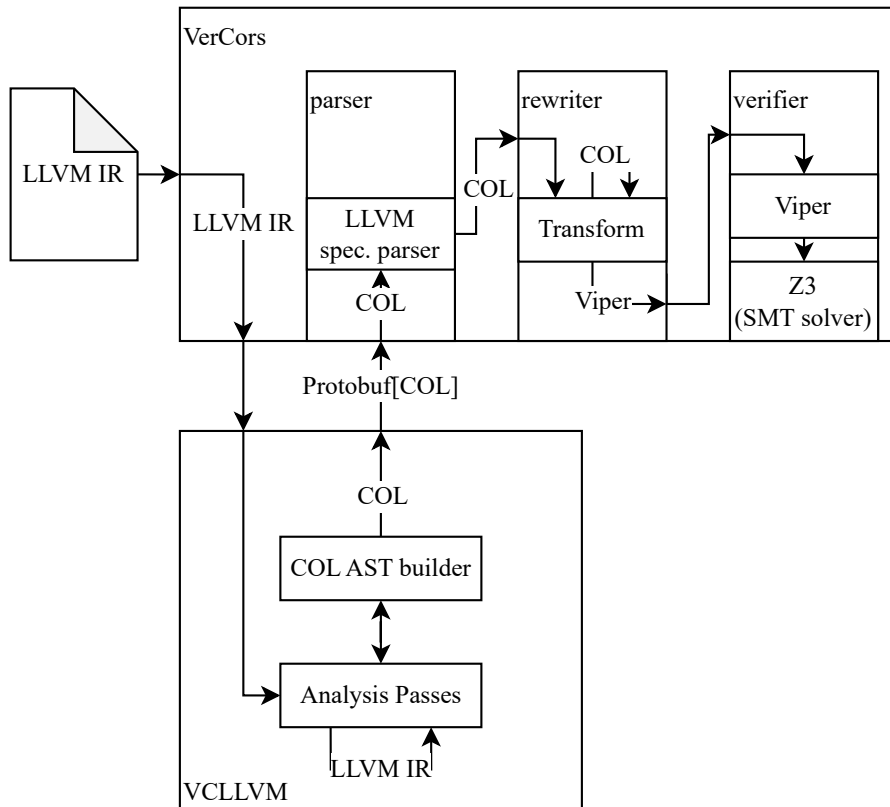 VerCors
parser
rewriter
verifier
LLVM IR
COL
COL
LLVM IR
LLVM
spec. parser
Transform
Viper
COL
Viper
Z3
(SMT solver)
Protobuf[COL]
COL
COL AST builder
Analysis Passes
LLVM IR
VCLLVM